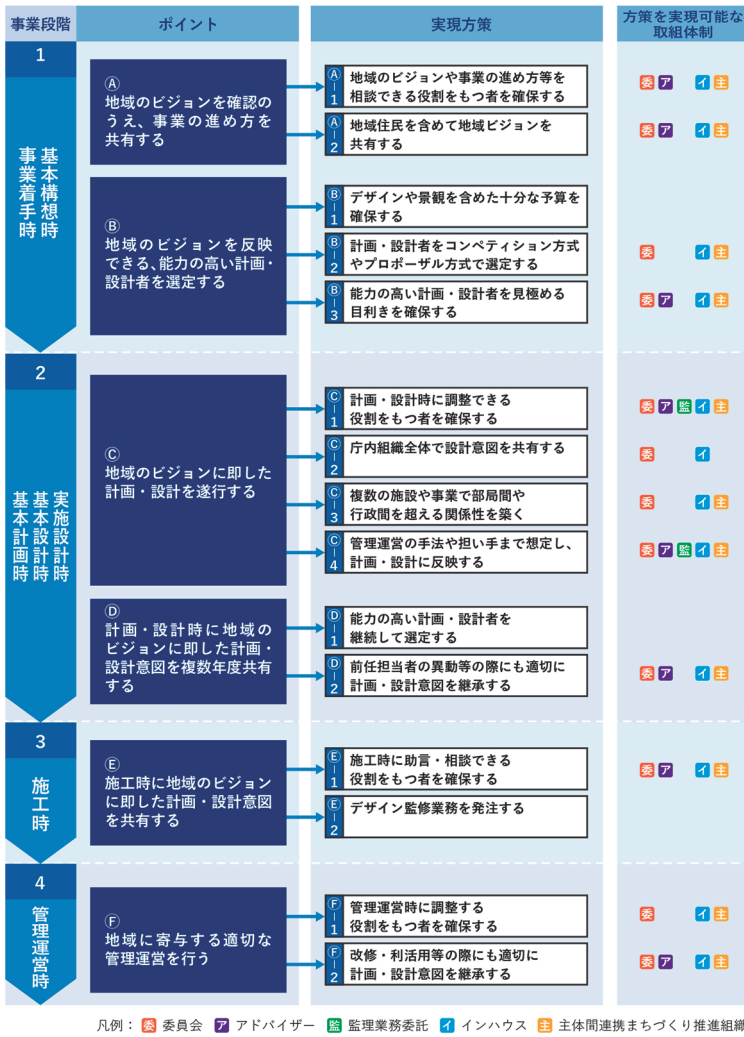 事業段階
ポイント
実現方策
方策を実現可能な
取組体制
1
基本構想時
事業着手時
Ⓐ
地域のビジョンを確認の
うえ、事業の進め方を
共有する
Ⓐ-1
地域のビジョンや事業の進め方等を
相談できる役割をもつ者を確保する
委 ア イ 主
Ⓐ-2
地域住民を含めて地域ビジョンを
共有する
委 ア イ 主
Ⓑ
地域のビジョンを反映
できる、能力の高い計画・
設計者を選定する
Ⓑ-1
デザインや景観を含めた十分な予算を
確保する
Ⓑ-2
計画・設計者をコンペティション方式
やプロポーザル方式で選定する
委 イ 主
Ⓑ-3
能力の高い計画・設計者を見極める
目利きを確保する
委 ア イ 主
2
実施設計時
基本設計時
基本計画時
Ⓒ
地域のビジョンに即した
計画・設計を遂行する
Ⓒ-1
計画・設計時に調整できる
役割をもつ者を確保する
委 ア 監 イ 主
Ⓒ-2
庁内組織全体で設計意図を共有する
委 イ
Ⓒ-3
複数の施設や事業で部局間や
行政間を超える関係性を築く
委 イ 主
Ⓒ-4
管理運営の手法や担い手まで想定し、
計画・設計に反映する
委 ア 監 イ 主
Ⓓ
計画・設計時に地域の
ビジョンに即した計画・
設計意図を複数年度共有
する
Ⓓ-1
能力の高い計画・設計者を
継続して選定する
Ⓓ-2
前任担当者の異動等の際にも適切に
計画・設計意図を継承する
委 ア イ 主
3
施工時
Ⓔ
施工時に地域のビジョン
に即した計画・設計意図
を共有する
Ⓔ-1
施工時に助言・相談できる
役割をもつ者を確保する
委 ア イ 主
Ⓔ-2
デザイン監修業務を発注する
4
管理運営時
Ⓕ
地域に寄与する適切な
管理運営を行う
Ⓕ-1
管理運営時に調整する
役割をもつ者を確保する
委 イ 主
Ⓕ-2
改修・利活用等の際にも適切に
計画・設計意図を継承する
委 ア イ 主
凡例： 委 委員会 ア アドバイザー 監 監理業務委託 イ インハウス 主 主体間連携まちづくり推進組織